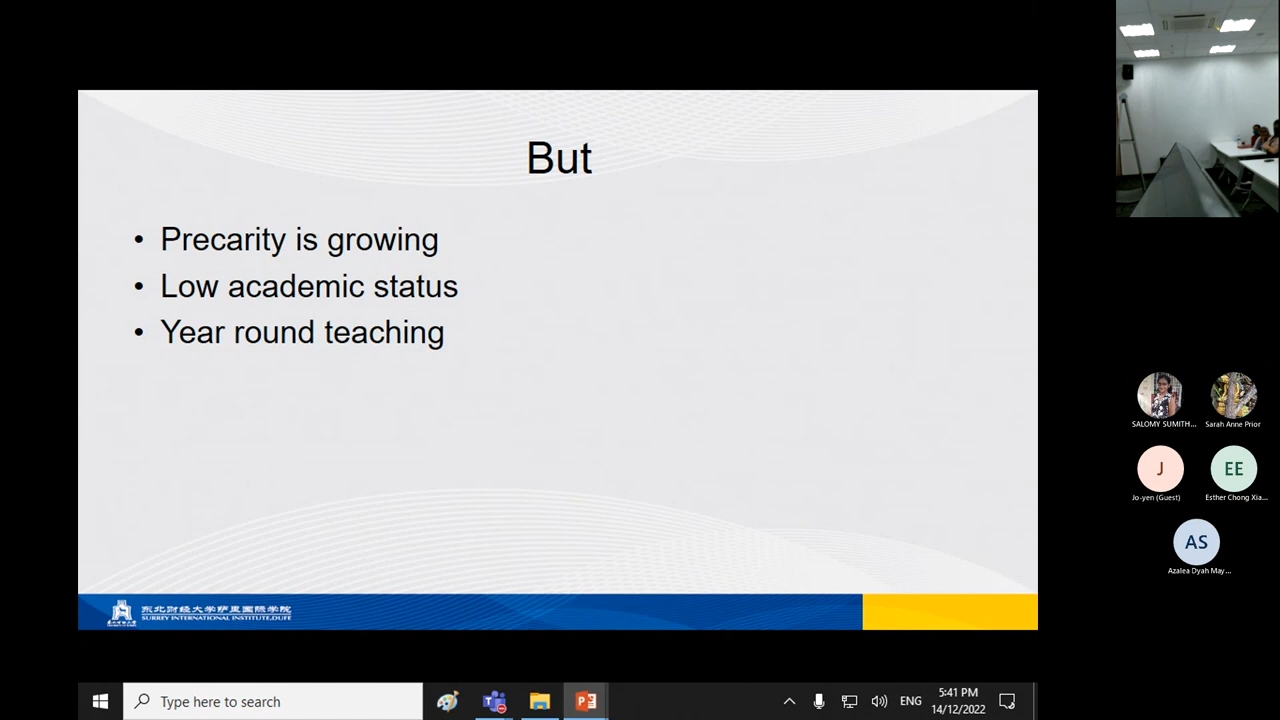 But
• Precarity is growing
• Low academic status
• Year round teaching
东北财经大学萨里国际学院
SURREY INTERNATIONAL INSTITUTE,DUFE
SALOMY SUMITH...
Sarah Anne Prior
J
EE
Jo-yen (Guest)
Esther Chong Xia...
AS
Azalea Dyah May...
Type here to search
ENG
5:41 PM
14/12/2022